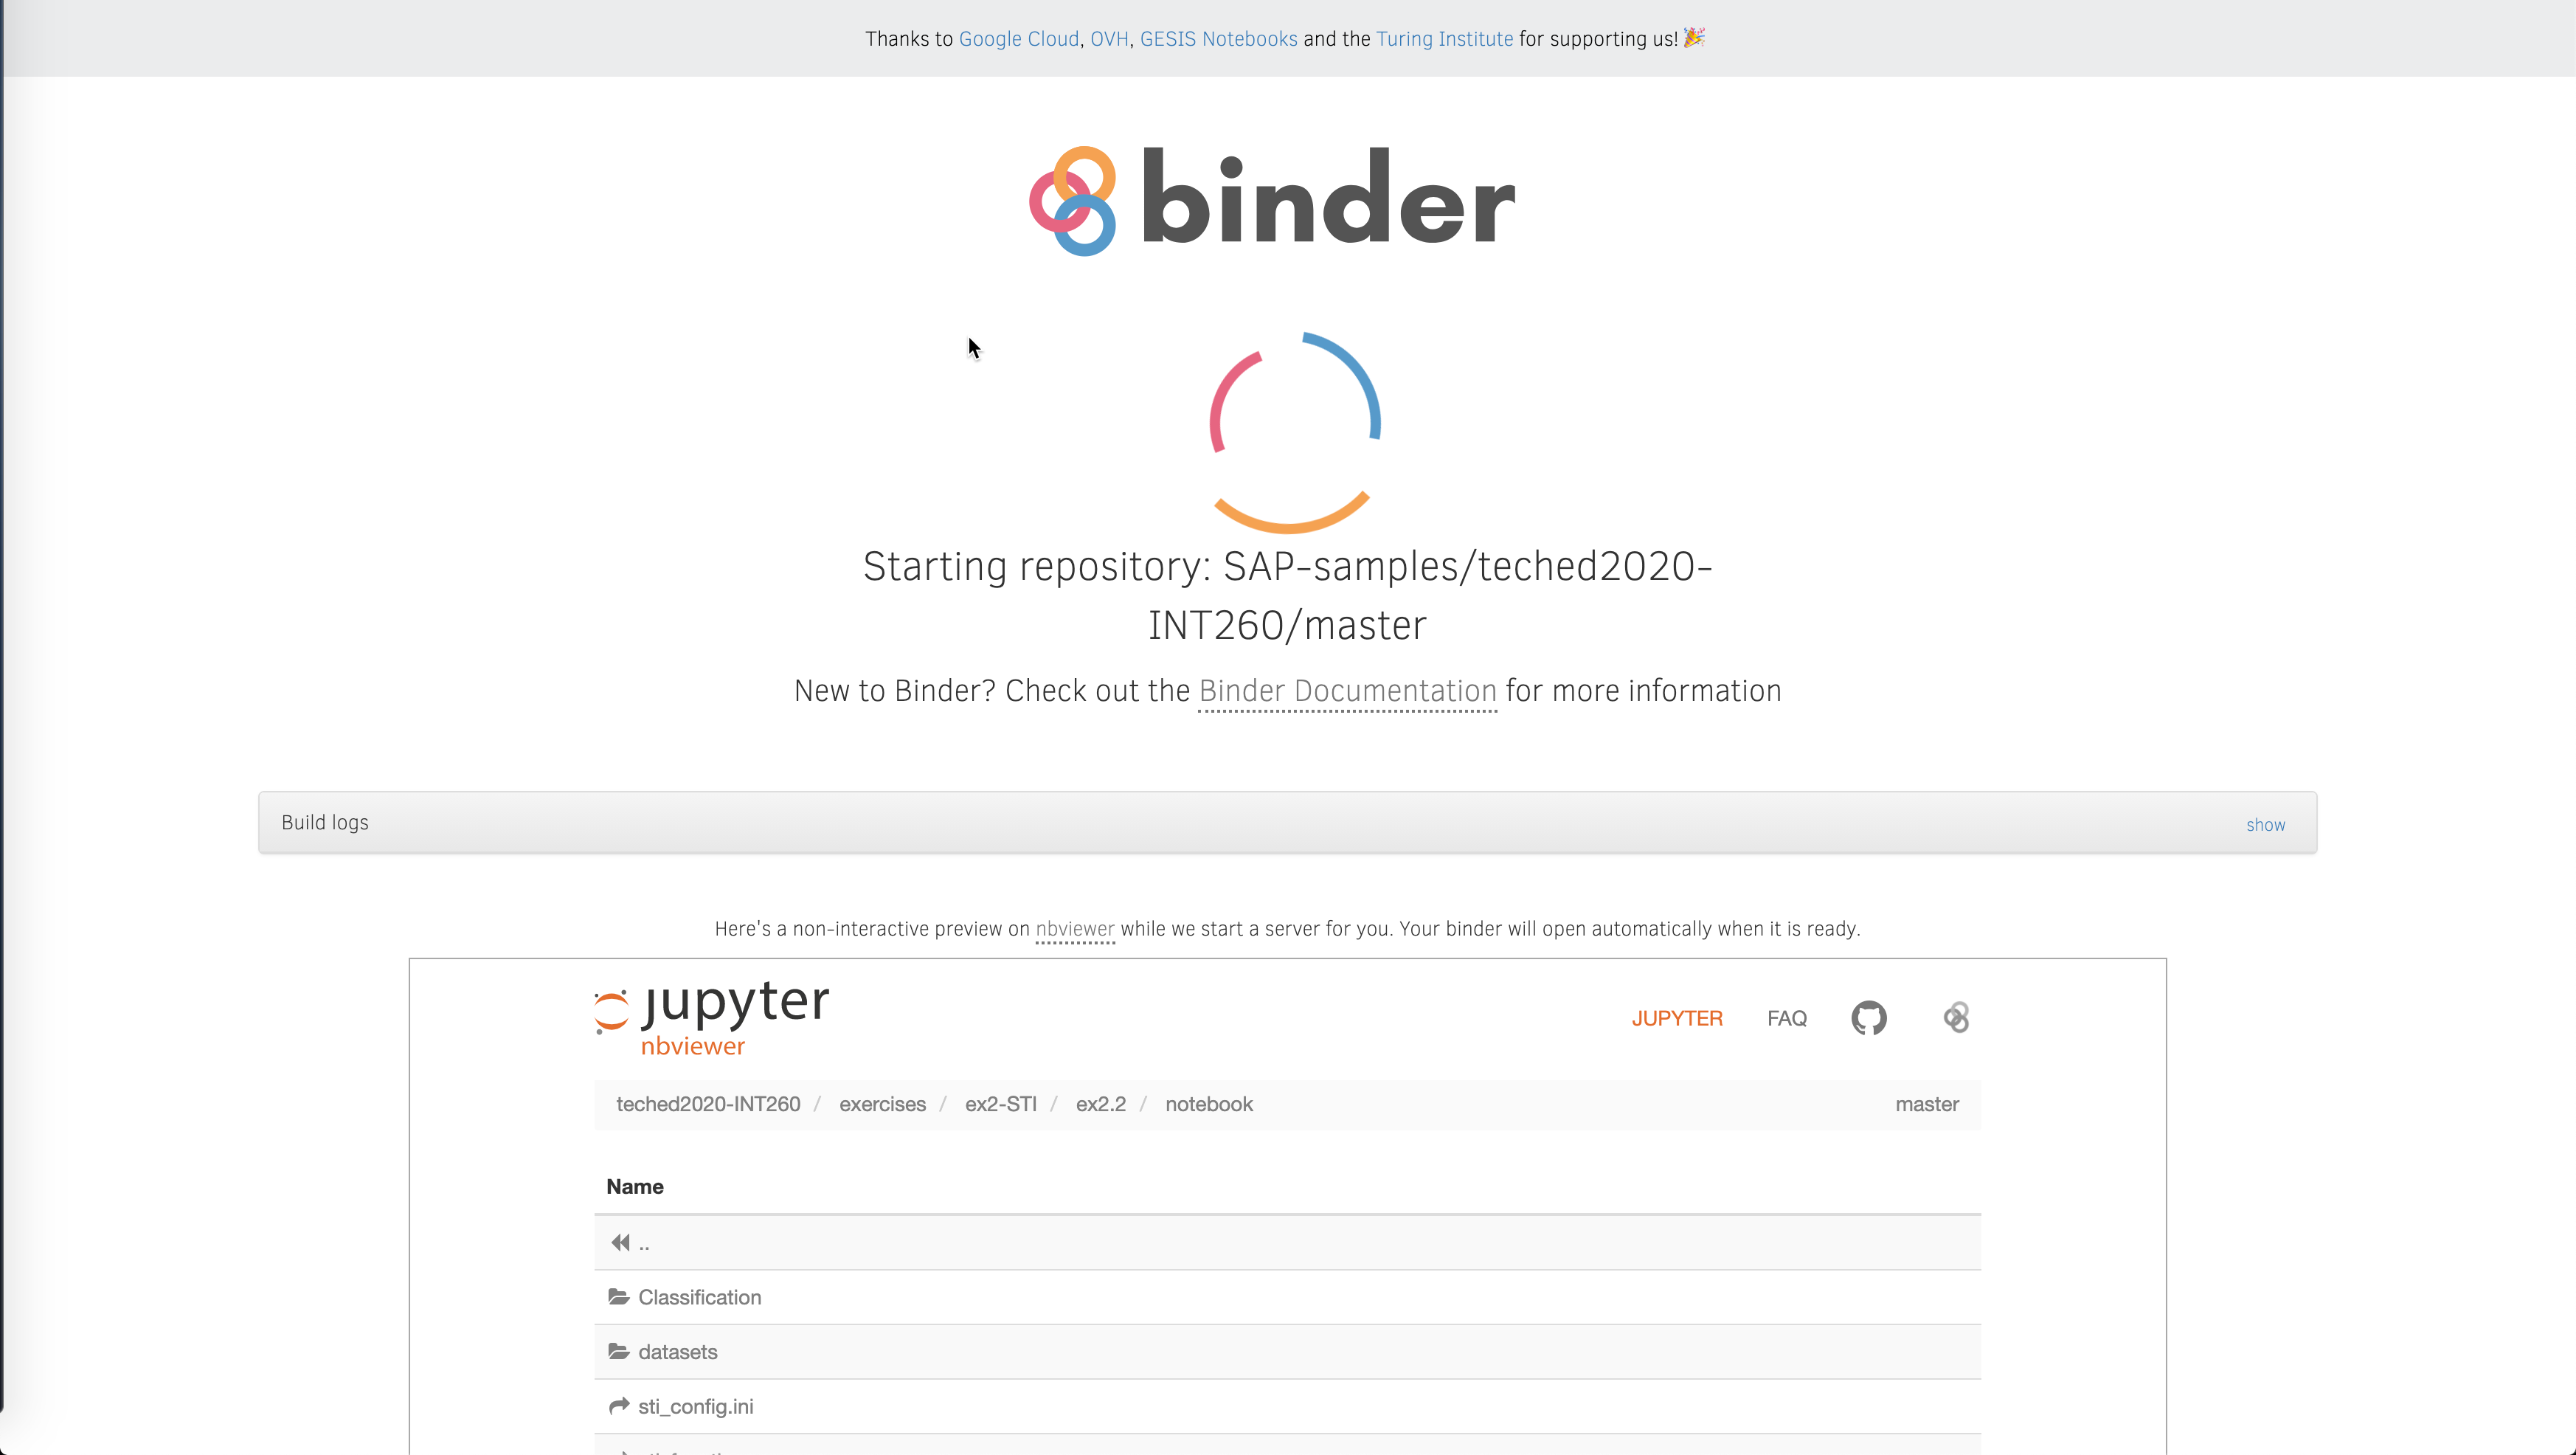 Thanks to Google Cloud, OVH, GESIS Notebooks and the Turing Institute for supporting us! 🎉
binder
Starting repository: SAP-samples/teched2020-
INT260/master
New to Binder? Check out the Binder Documentation for more information
Build logs show
Here's a non-interactive preview on nbviewer while we start a server for you. Your binder will open automatically when it is ready.
jupyter
nbviewer
JUPYTER FAQ
teched2020-INT260 / exercises / ex2-STI / ex2.2 / notebook master
Name
..
Classification
datasets
sti_config.ini